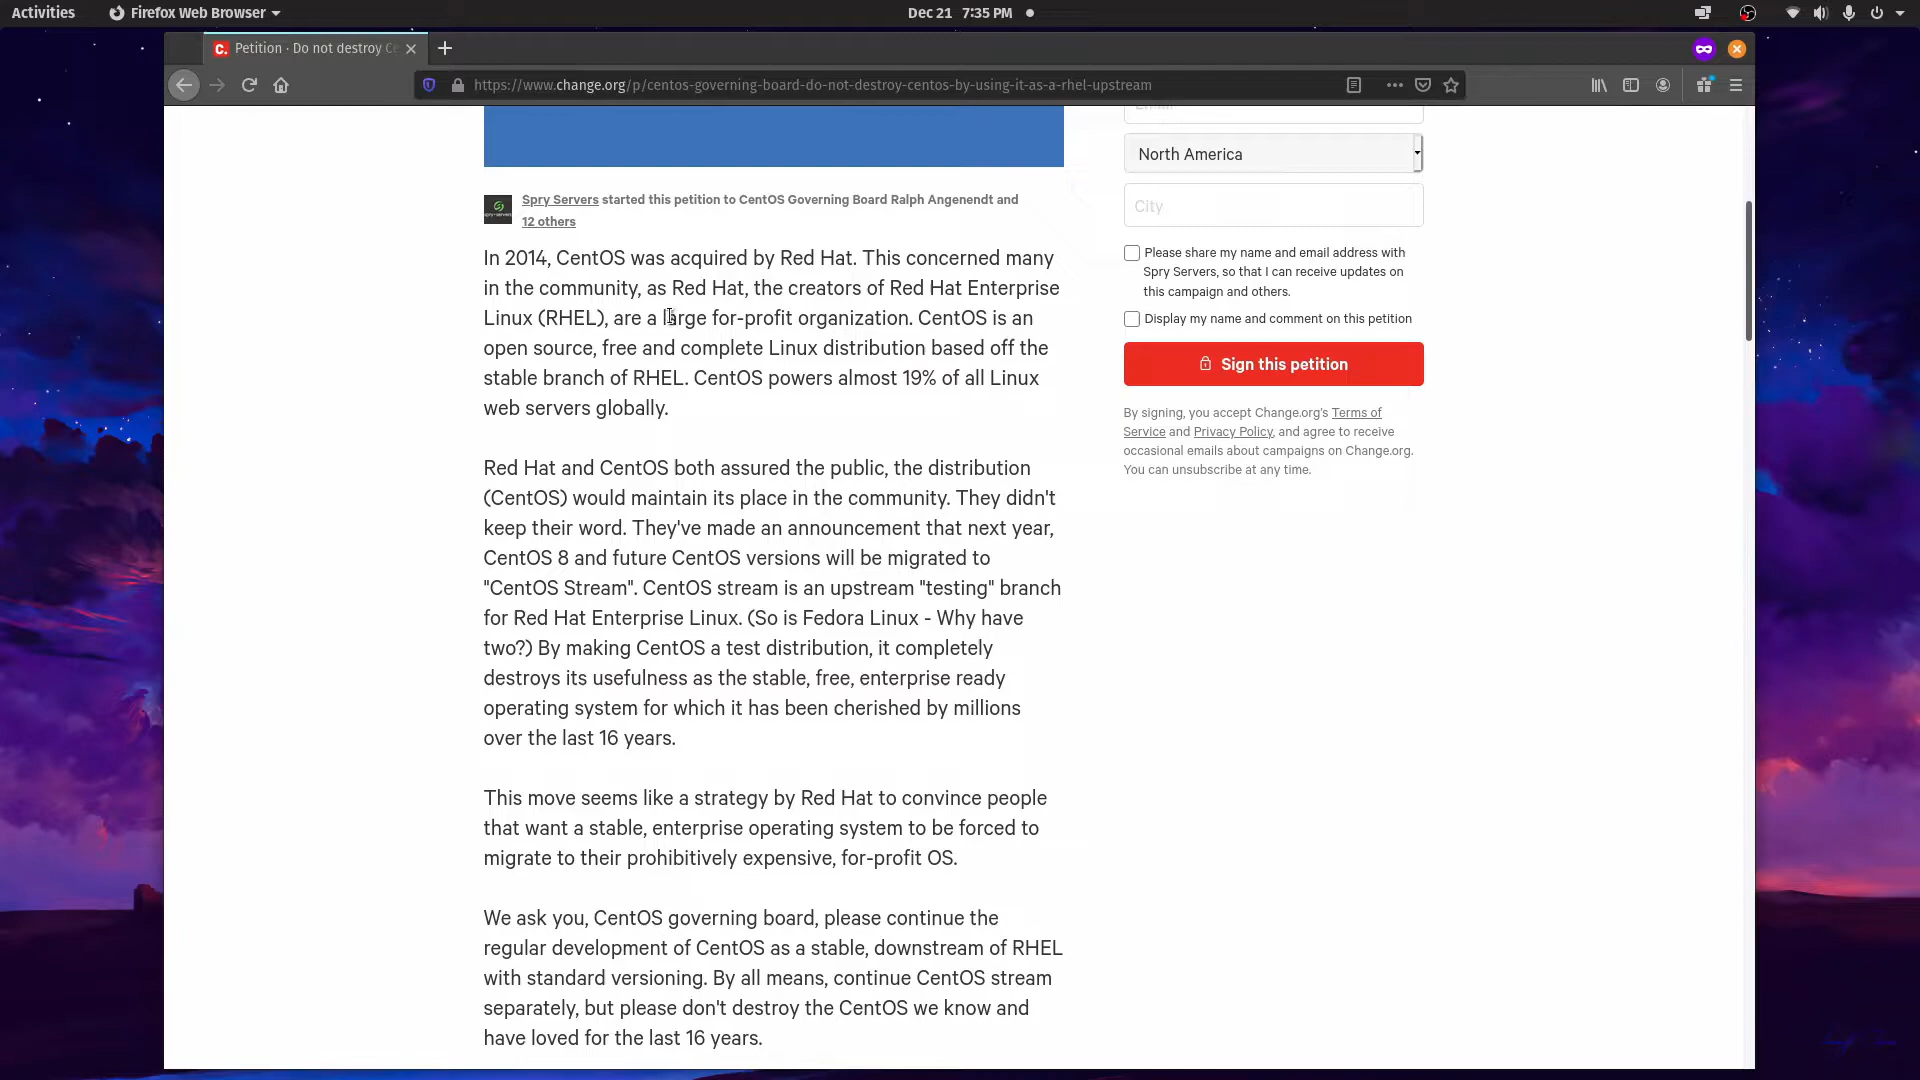 Activities
Firefox Web Browser
Dec 21 7:35 PM
Petition · Do not destroy Ce
https://www.change.org/p/centos-governing-board-do-not-destroy-centos-by-using-it-as-a-rhel-upstream
Spry Servers started this petition to CentOS Governing Board Ralph Angenendt and
12 others
In 2014, CentOS was acquired by Red Hat. This concerned many
in the community, as Red Hat, the creators of Red Hat Enterprise
Linux (RHEL), are a large for-profit organization. CentOS is an
open source, free and complete Linux distribution based off the
stable branch of RHEL. CentOS powers almost 19% of all Linux
web servers globally.
Red Hat and CentOS both assured the public, the distribution
(CentOS) would maintain its place in the community. They didn't
keep their word. They've made an announcement that next year,
CentOS 8 and future CentOS versions will be migrated to
"CentOS Stream". CentOS stream is an upstream "testing" branch
for Red Hat Enterprise Linux. (So is Fedora Linux - Why have
two?) By making CentOS a test distribution, it completely
destroys its usefulness as the stable, free, enterprise ready
operating system for which it has been cherished by millions
over the last 16 years.
This move seems like a strategy by Red Hat to convince people
that want a stable, enterprise operating system to be forced to
migrate to their prohibitively expensive, for-profit OS.
We ask you, CentOS governing board, please continue the
regular development of CentOS as a stable, downstream of RHEL
with standard versioning. By all means, continue CentOS stream
separately, but please don't destroy the CentOS we know and
have loved for the last 16 years.
North America
City
Please share my name and email address with
Spry Servers, so that I can receive updates on
this campaign and others.
Display my name and comment on this petition
Sign this petition
By signing, you accept Change.org's Terms of
Service and Privacy Policy, and agree to receive
occasional emails about campaigns on Change.org.
You can unsubscribe at any time.